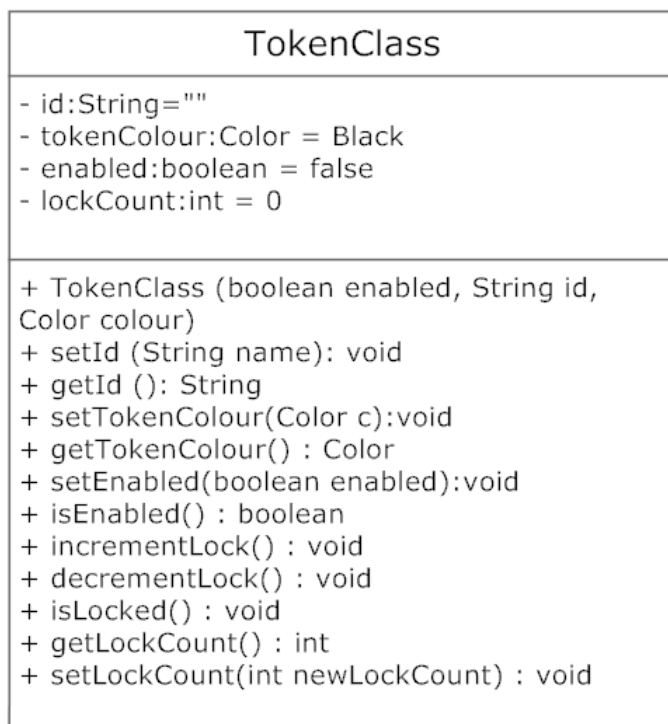 TokenClass
- id:String=""
- tokenColour:Color = Black
- enabled:boolean = false
- lockCount:int = 0
+ TokenClass (boolean enabled, String id,
Color colour)
+ setId (String name): void
+ getId (): String
+ setTokenColour(Color c):void
+ getTokenColour() : Color
+ setEnabled(boolean enabled):void
+ isEnabled() : boolean
+ incrementLock() : void
+ decrementLock() : void
+ isLocked() : void
+ getLockCount() : int
+ setLockCount(int newLockCount) : void